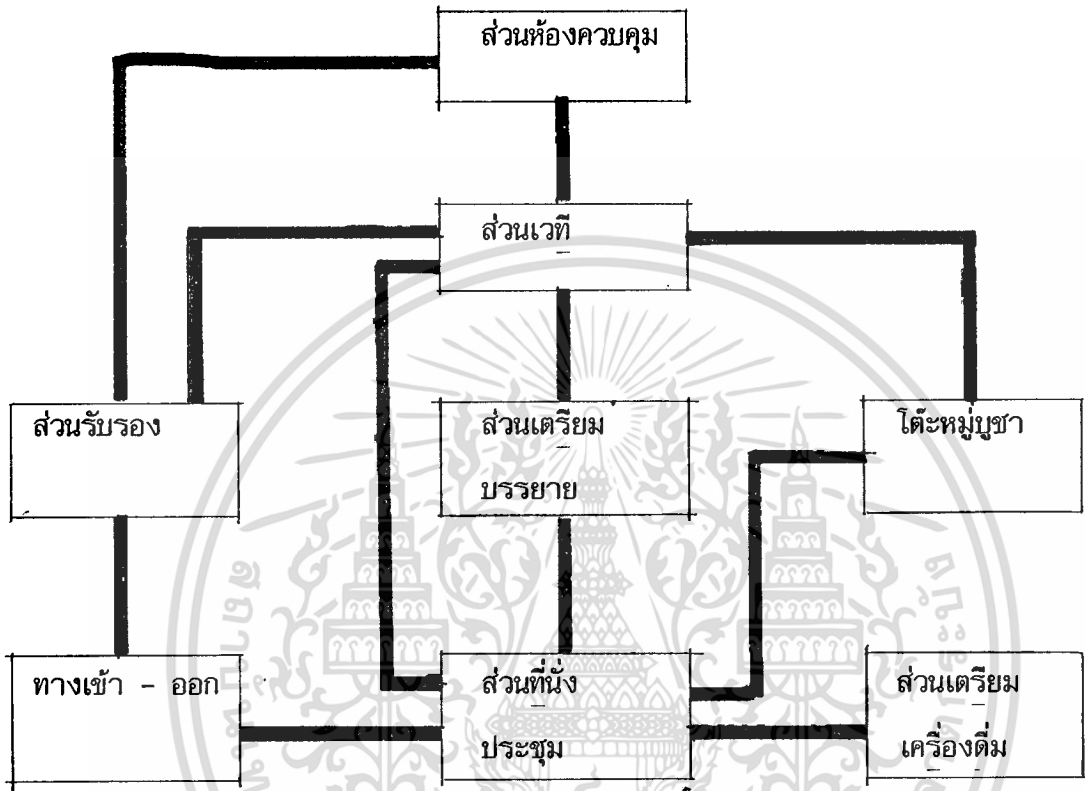 ส่วนห้องควบคุม
ส่วนเวที
ส่วนรับรอง
ส่วนเตรียม
บรรยาย
โต๊ะหมู่บูชา
ทางเข้า - ออก
ส่วนที่นั่ง
ประชุม
ส่วนเตรียม
เครื่องดื่ม